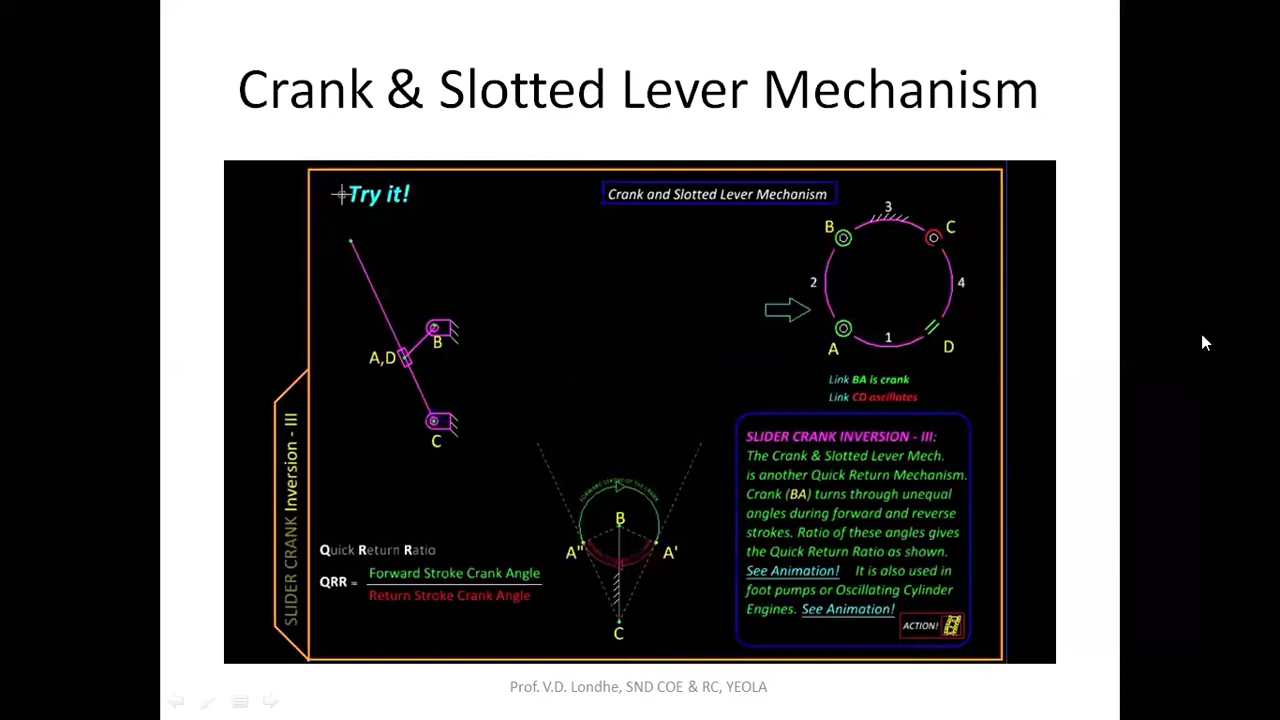 Crank & Slotted Lever Mechanism
Try it!
Crank and Slotted Lever Mechanism
3
B
C
2
4
A
1
D
Link BA is crank
Link CD oscillates
B
A,D
C
SLIDER CRANK Inversion - III
Quick Return Ratio
QRR =
Forward Stroke Crank Angle
Return Stroke Crank Angle
FORWARD STROKE OF THE CRANK
B
A"
A'
C
SLIDER CRANK INVERSION - III:
The Crank & Slotted Lever Mech.
is another Quick Return Mechanism.
Crank (BA) turns through unequal
angles during forward and reverse
strokes. Ratio of these angles gives
the Quick Return Ratio as shown.
See Animation! It is also used in
foot pumps or Oscillating Cylinder
Engines. See Animation!
ACTION!
Prof. V.D. Londhe, SND COE & RC, YEOLA